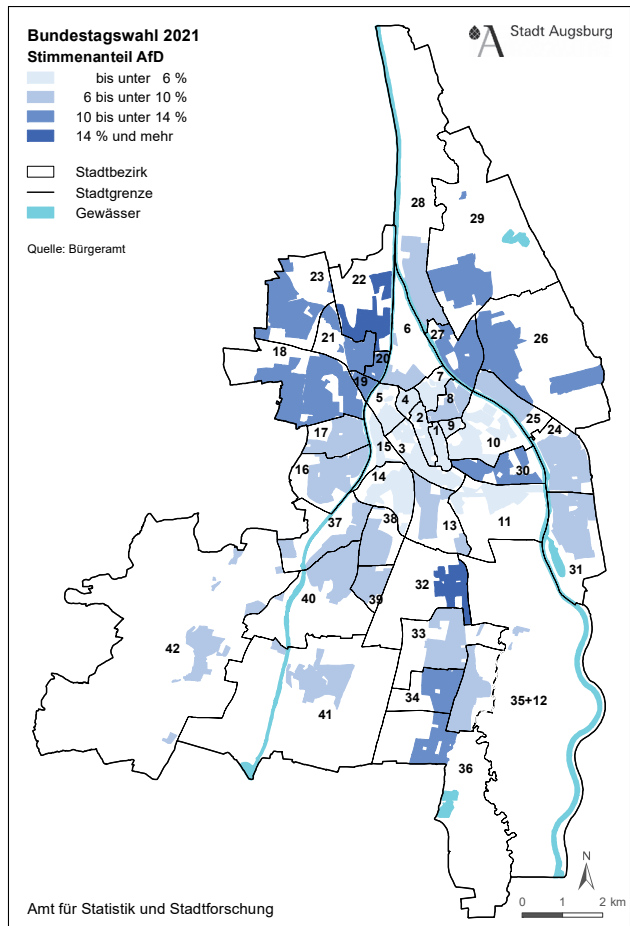 Bundestagswahl 2021
Stimmenanteil AfD
bis unter 6 %
6 bis unter 10 %
10 bis unter 14 %
14 % und mehr
Stadtbezirk
Stadtgrenze
Gewässer
Quelle: Bürgeramt
Stadt Augsburg
28
29
23
22
6
27
26
21
18
20
19
7
5
4
8
2
25
24
17
1
9
10
15
3
16
14
30
37
38
13
11
32
31
40
39
33
42
34
35+12
41
36
N
0 1 2 km
Amt für Statistik und Stadtforschung